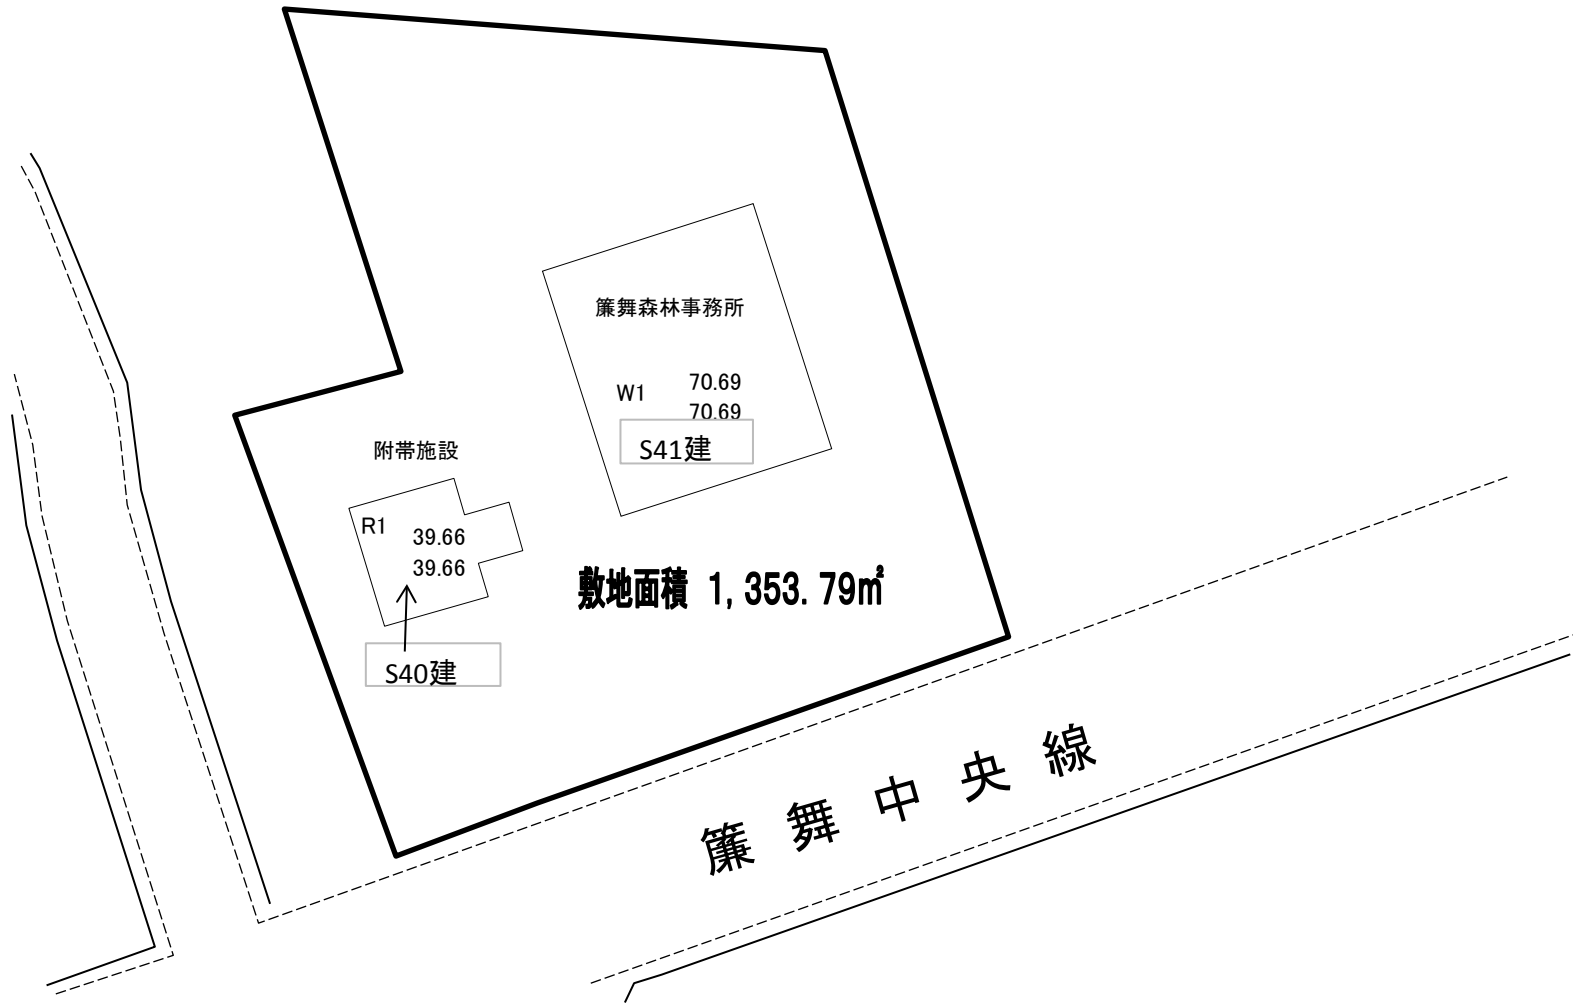 簾舞森林事務所
W1
70.69
70.69
S41建
附帯施設
R1
39.66
39.66
S40建
敷地面積 1,353.79㎡
簾舞中央線